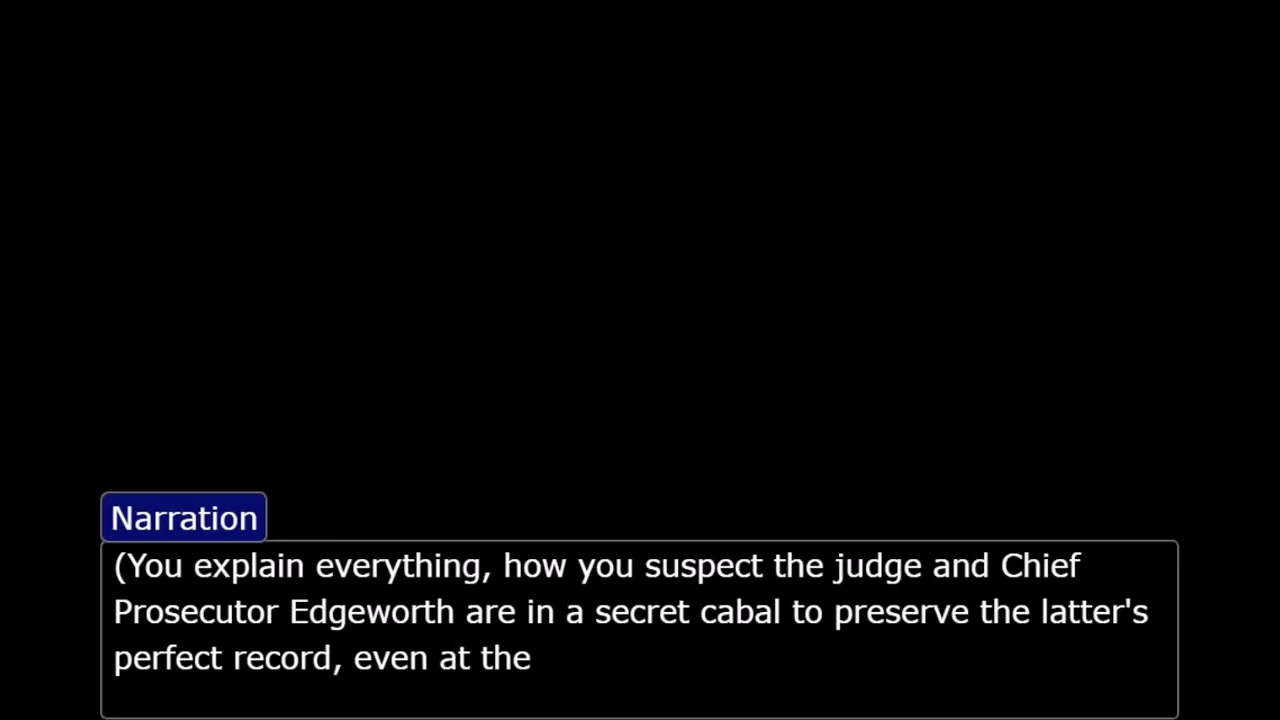 Narration
(You explain everything, how you suspect the judge and Chief
Prosecutor Edgeworth are in a secret cabal to preserve the latter's
perfect record, even at the